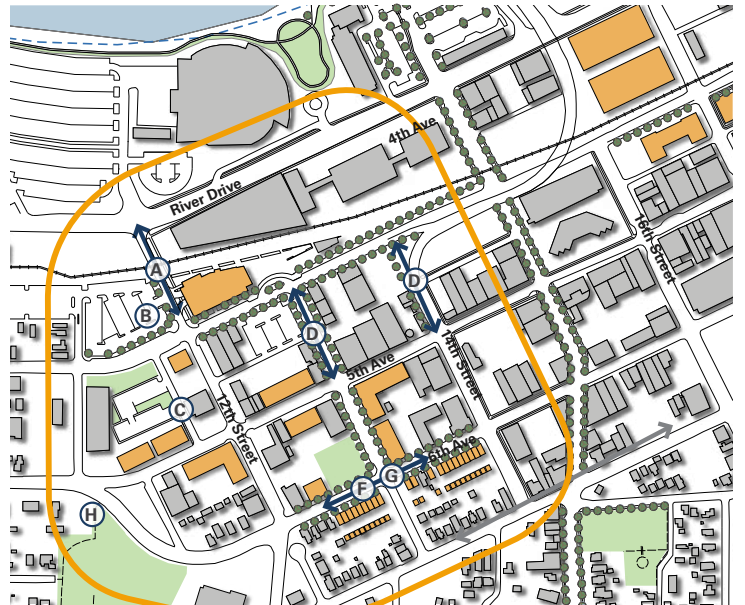 4th Ave
River Drive
16th Street
A
B
D
D
14th Street
5th Ave
12th Street
C
6th Ave
F
G
H